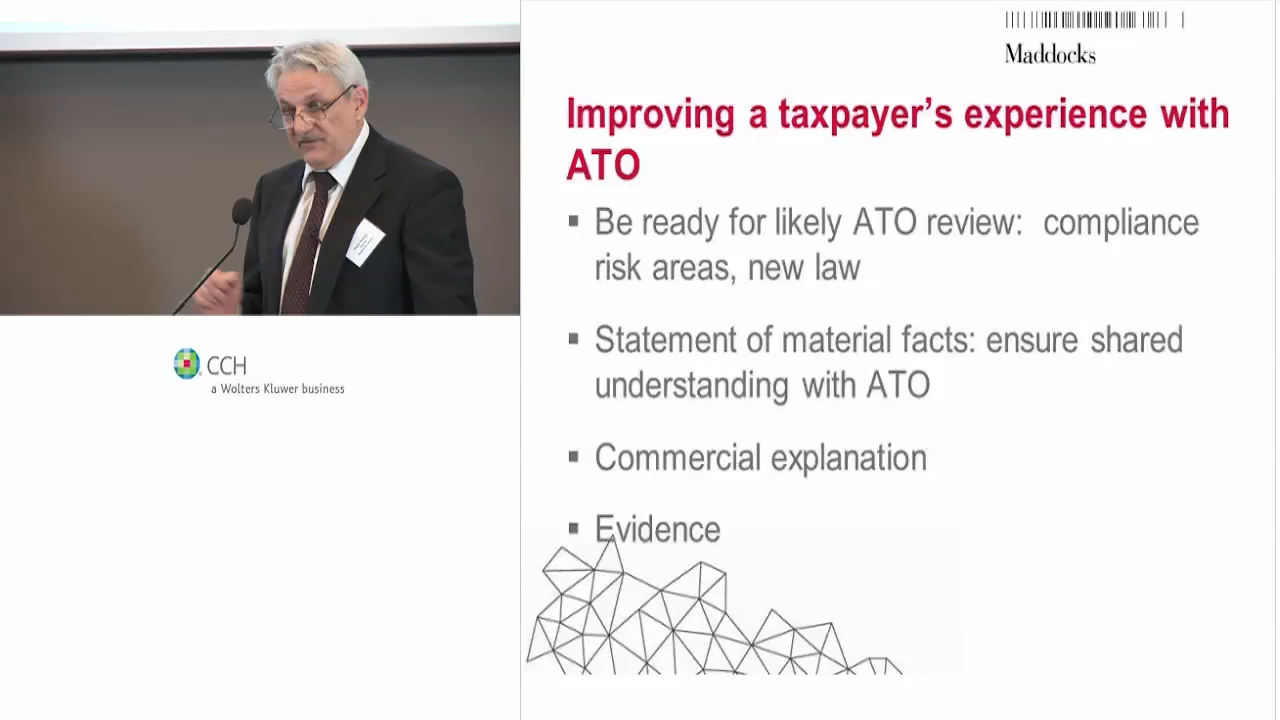 CCH
a Wolters Kluwer business
Maddocks
Improving a taxpayer’s experience with
ATO
▪ Be ready for likely ATO review:  compliance
risk areas, new law
▪ Statement of material facts: ensure shared
understanding with ATO
▪ Commercial explanation
▪ Evidence